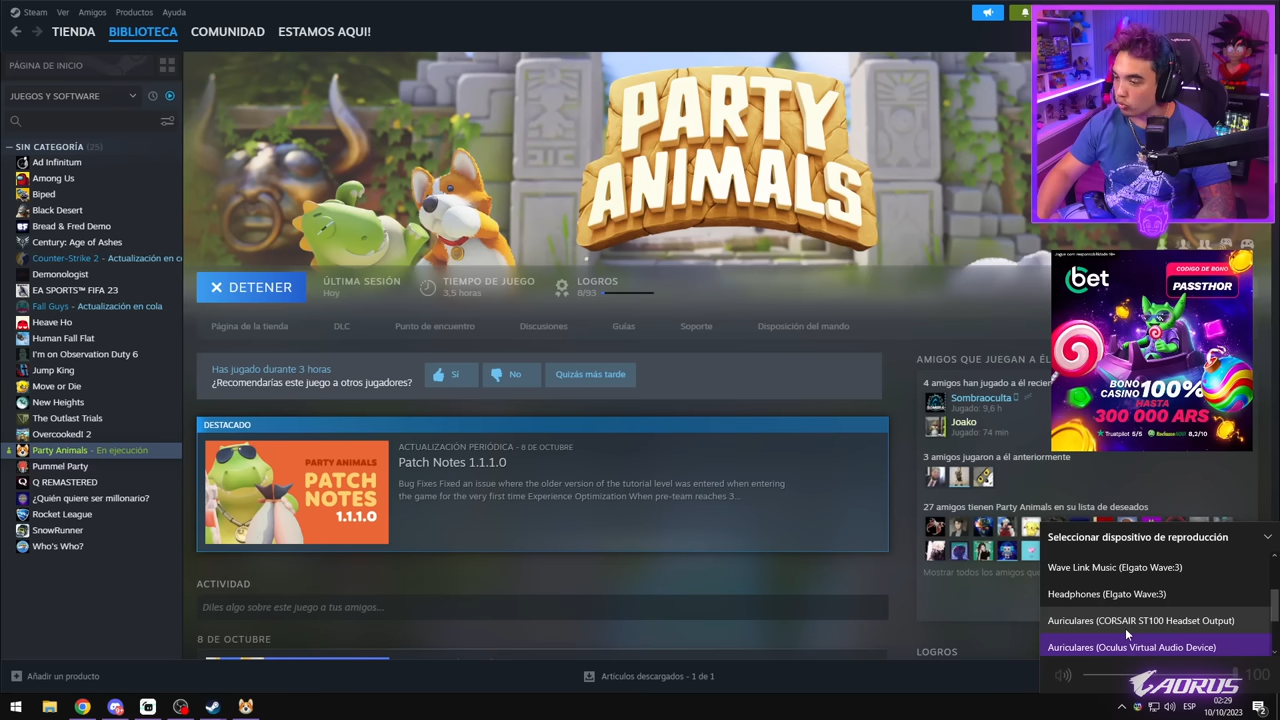 Steam Ver Amigos Productos Ayuda
TIENDA BIBLIOTECA COMUNIDAD ESTAMOS AQUI!
PÁGINA DE INICIO
JUEGOS Y SOFTWARE
SIN CATEGORÍA (25)
Ad Infinitum
Among Us
Biped
Black Desert
Bread & Fred Demo
Century: Age of Ashes
Counter-Strike 2 - Actualización en co
Demonologist
EA SPORTS™ FIFA 23
Fall Guys - Actualización en cola
Heave Ho
Human Fall Flat
I'm on Observation Duty 6
Jump King
Move or Die
New Heights
The Outlast Trials
Overcooked! 2
Party Animals - En ejecución
Pummel Party
Q REMASTERED
¿Quién quiere ser millonario?
Rocket League
SnowRunner
Who's Who?
PARTY
ANIMALS
DETENER
ÚLTIMA SESIÓN
Hoy
TIEMPO DE JUEGO
3,5 horas
LOGROS
8/93
Página de la tienda DLC Punto de encuentro Discusiones Guías Soporte Disposición del mando
Has jugado durante 3 horas
¿Recomendarías este juego a otros jugadores?
Sí No Quizás más tarde
DESTACADO
PARTY ANIMALS
PATCH
NOTES
1.1.1.0
ACTUALIZACIÓN PERIÓDICA - 8 DE OCTUBRE
Patch Notes 1.1.1.0
Bug Fixes Fixed an issue where the older version of the tutorial level was entered when entering
the game for the very first time Experience Optimization When pre-team reaches 3...
ACTIVIDAD
Diles algo sobre este juego a tus amigos...
8 DE OCTUBRE
AMIGOS QUE JUEGAN A ÉL
4 amigos han jugado a él recien
Sombraoculta
Jugado: 9,6 h
Joako
Jugado: 74 min
3 amigos jugaron a él anteriormente
27 amigos tienen Party Animals en su lista de deseados
Mostrar todos los amigos que
LOGROS
bet
CODIGO DE BONO
PASSTHOR
BONO
CASINO 100%
HASTA
300 000 ARS
Trustpilot 5/5
8,3/10
Seleccionar dispositivo de reproducción
Wave Link Music (Elgato Wave:3)
Headphones (Elgato Wave:3)
Auriculares (CORSAIR ST100 Headset Output)
Auriculares (Oculus Virtual Audio Device)
100
AORUS
Añadir un producto
Artículos descargados - 1 de 1
ESP
02:29
10/10/2023
2